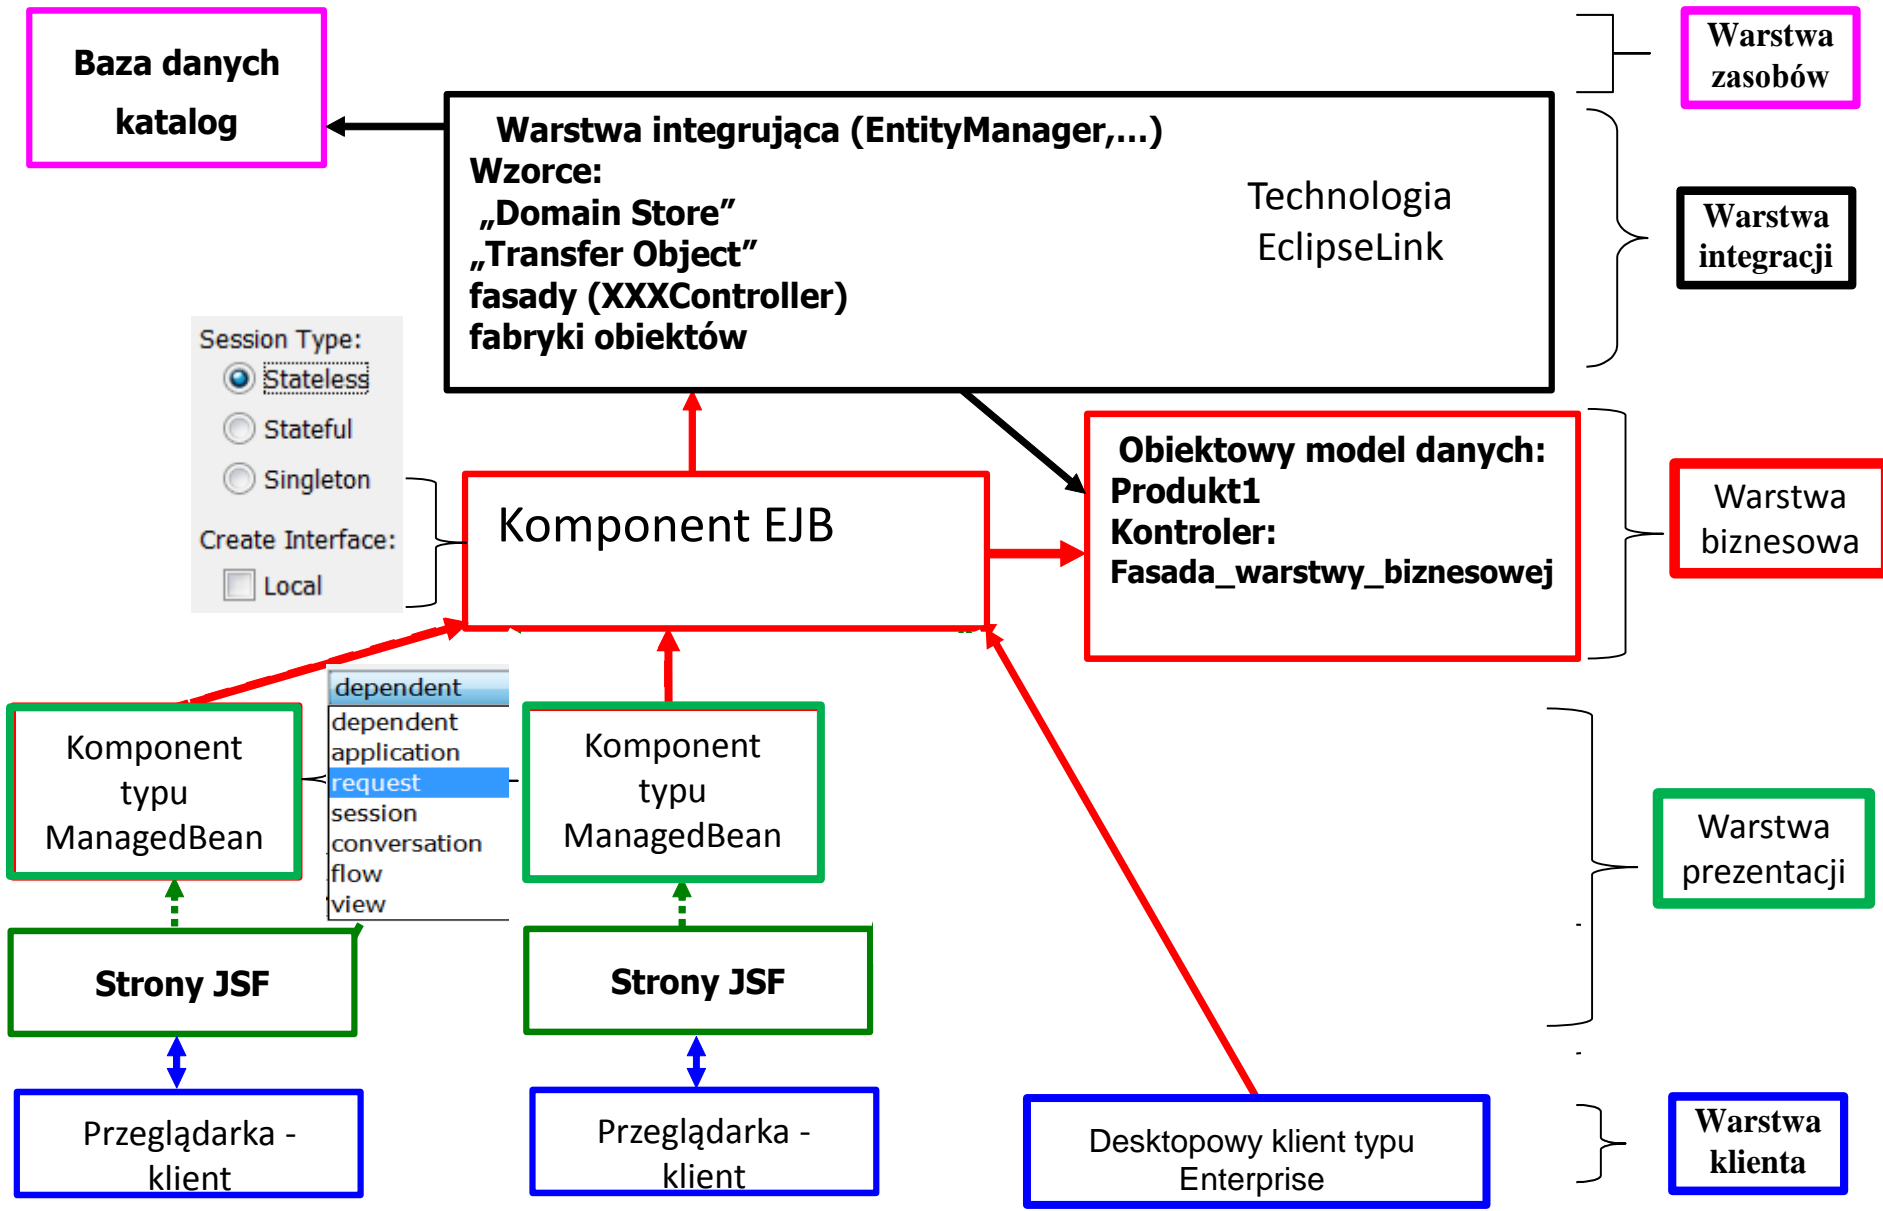 Baza danych
katalog
Warstwa
zasobów
Warstwa integrująca (EntityManager,...)
Wzorce:
„Domain Store”
„Transfer Object”
fasady (XXXController)
fabryki obiektów
Technologia
EclipseLink
Warstwa
integracji
Session Type:
Stateless
Stateful
Singleton
Create Interface:
Local
Komponent EJB
Obiektowy model danych:
Produkt1
Kontroler:
Fasada_warstwy_biznesowej
Warstwa
biznesowa
Komponent
typu
ManagedBean
dependent
dependent
application
request
session
conversation
flow
view
Komponent
typu
ManagedBean
Warstwa
prezentacji
Strony JSF
Strony JSF
Przeglądarka -
klient
Przeglądarka -
klient
Desktopowy klient typu
Enterprise
Warstwa
klienta